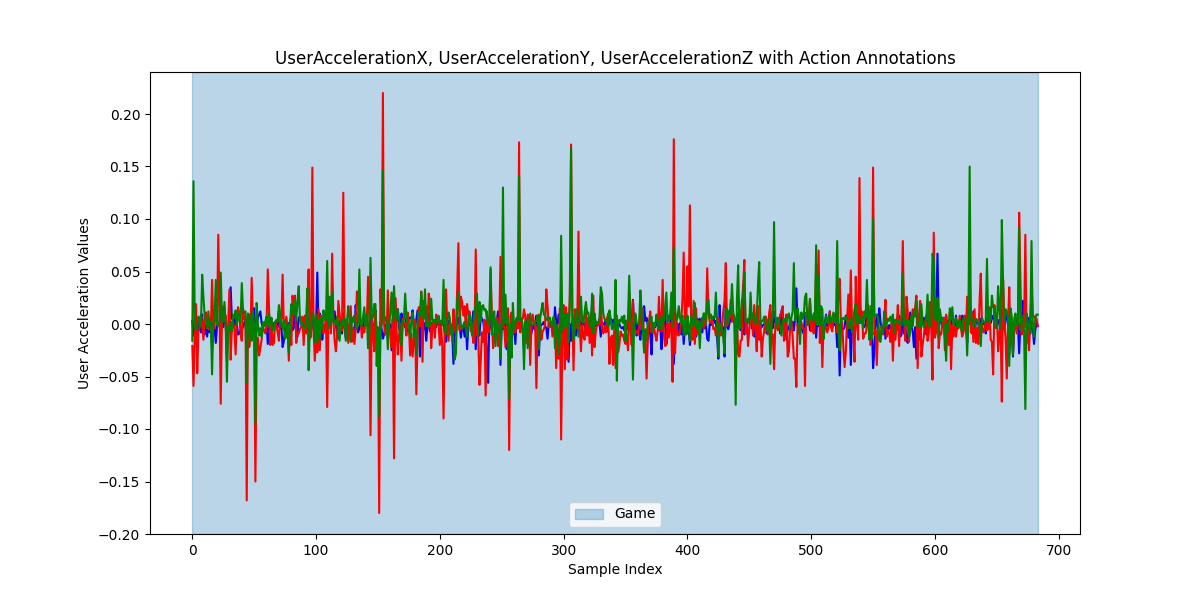 UserAccelerationX, UserAccelerationY, UserAccelerationZ with Action Annotations
User Acceleration Values
0.20
0.15
0.10
0.05
0.00
−0.05
−0.10
−0.15
−0.20
Game
0 100 200 300 400 500 600 700
Sample Index